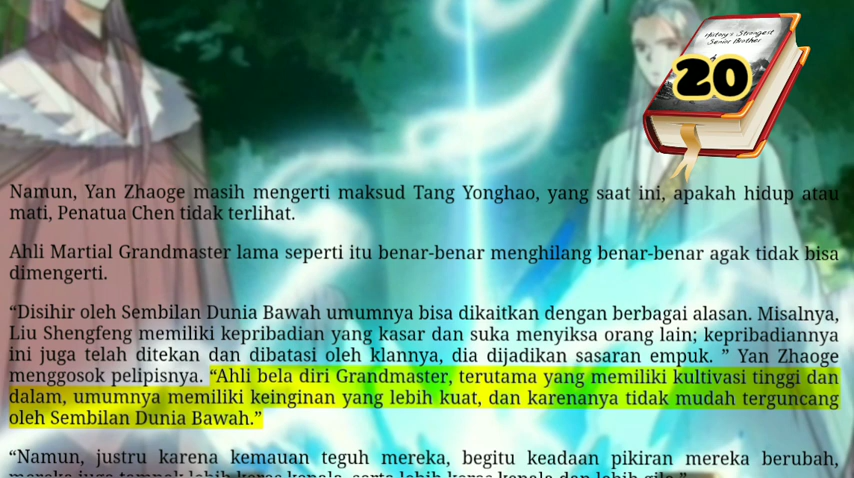 History's Strongest
Senior Brother
20
Namun, Yan Zhaoge masih mengerti maksud Tang Yonghao, yang saat ini, apakah hidup atau
mati, Penatua Chen tidak terlihat.
Ahli Martial Grandmaster lama seperti itu benar-benar menghilang benar-benar agak tidak bisa
dimengerti.
“Disihir oleh Sembilan Dunia Bawah umumnya bisa dikaitkan dengan berbagai alasan. Misalnya,
Liu Shengfeng memiliki kepribadian yang kasar dan suka menyiksa orang lain; kepribadiannya
ini juga telah ditekan dan dibatasi oleh klannya, dia dijadikan sasaran empuk. ” Yan Zhaoge
menggosok pelipisnya. “Ahli bela diri Grandmaster, terutama yang memiliki kultivasi tinggi dan
dalam, umumnya memiliki keinginan yang lebih kuat, dan karenanya tidak mudah terguncang
oleh Sembilan Dunia Bawah.”
“Namun, justru karena kemauan teguh mereka, begitu keadaan pikiran mereka berubah,